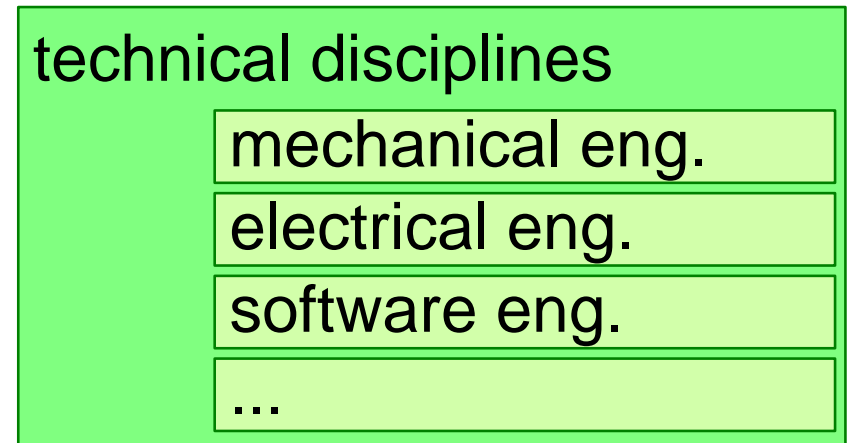 technical disciplines
mechanical eng.
electrical eng.
software eng.
...